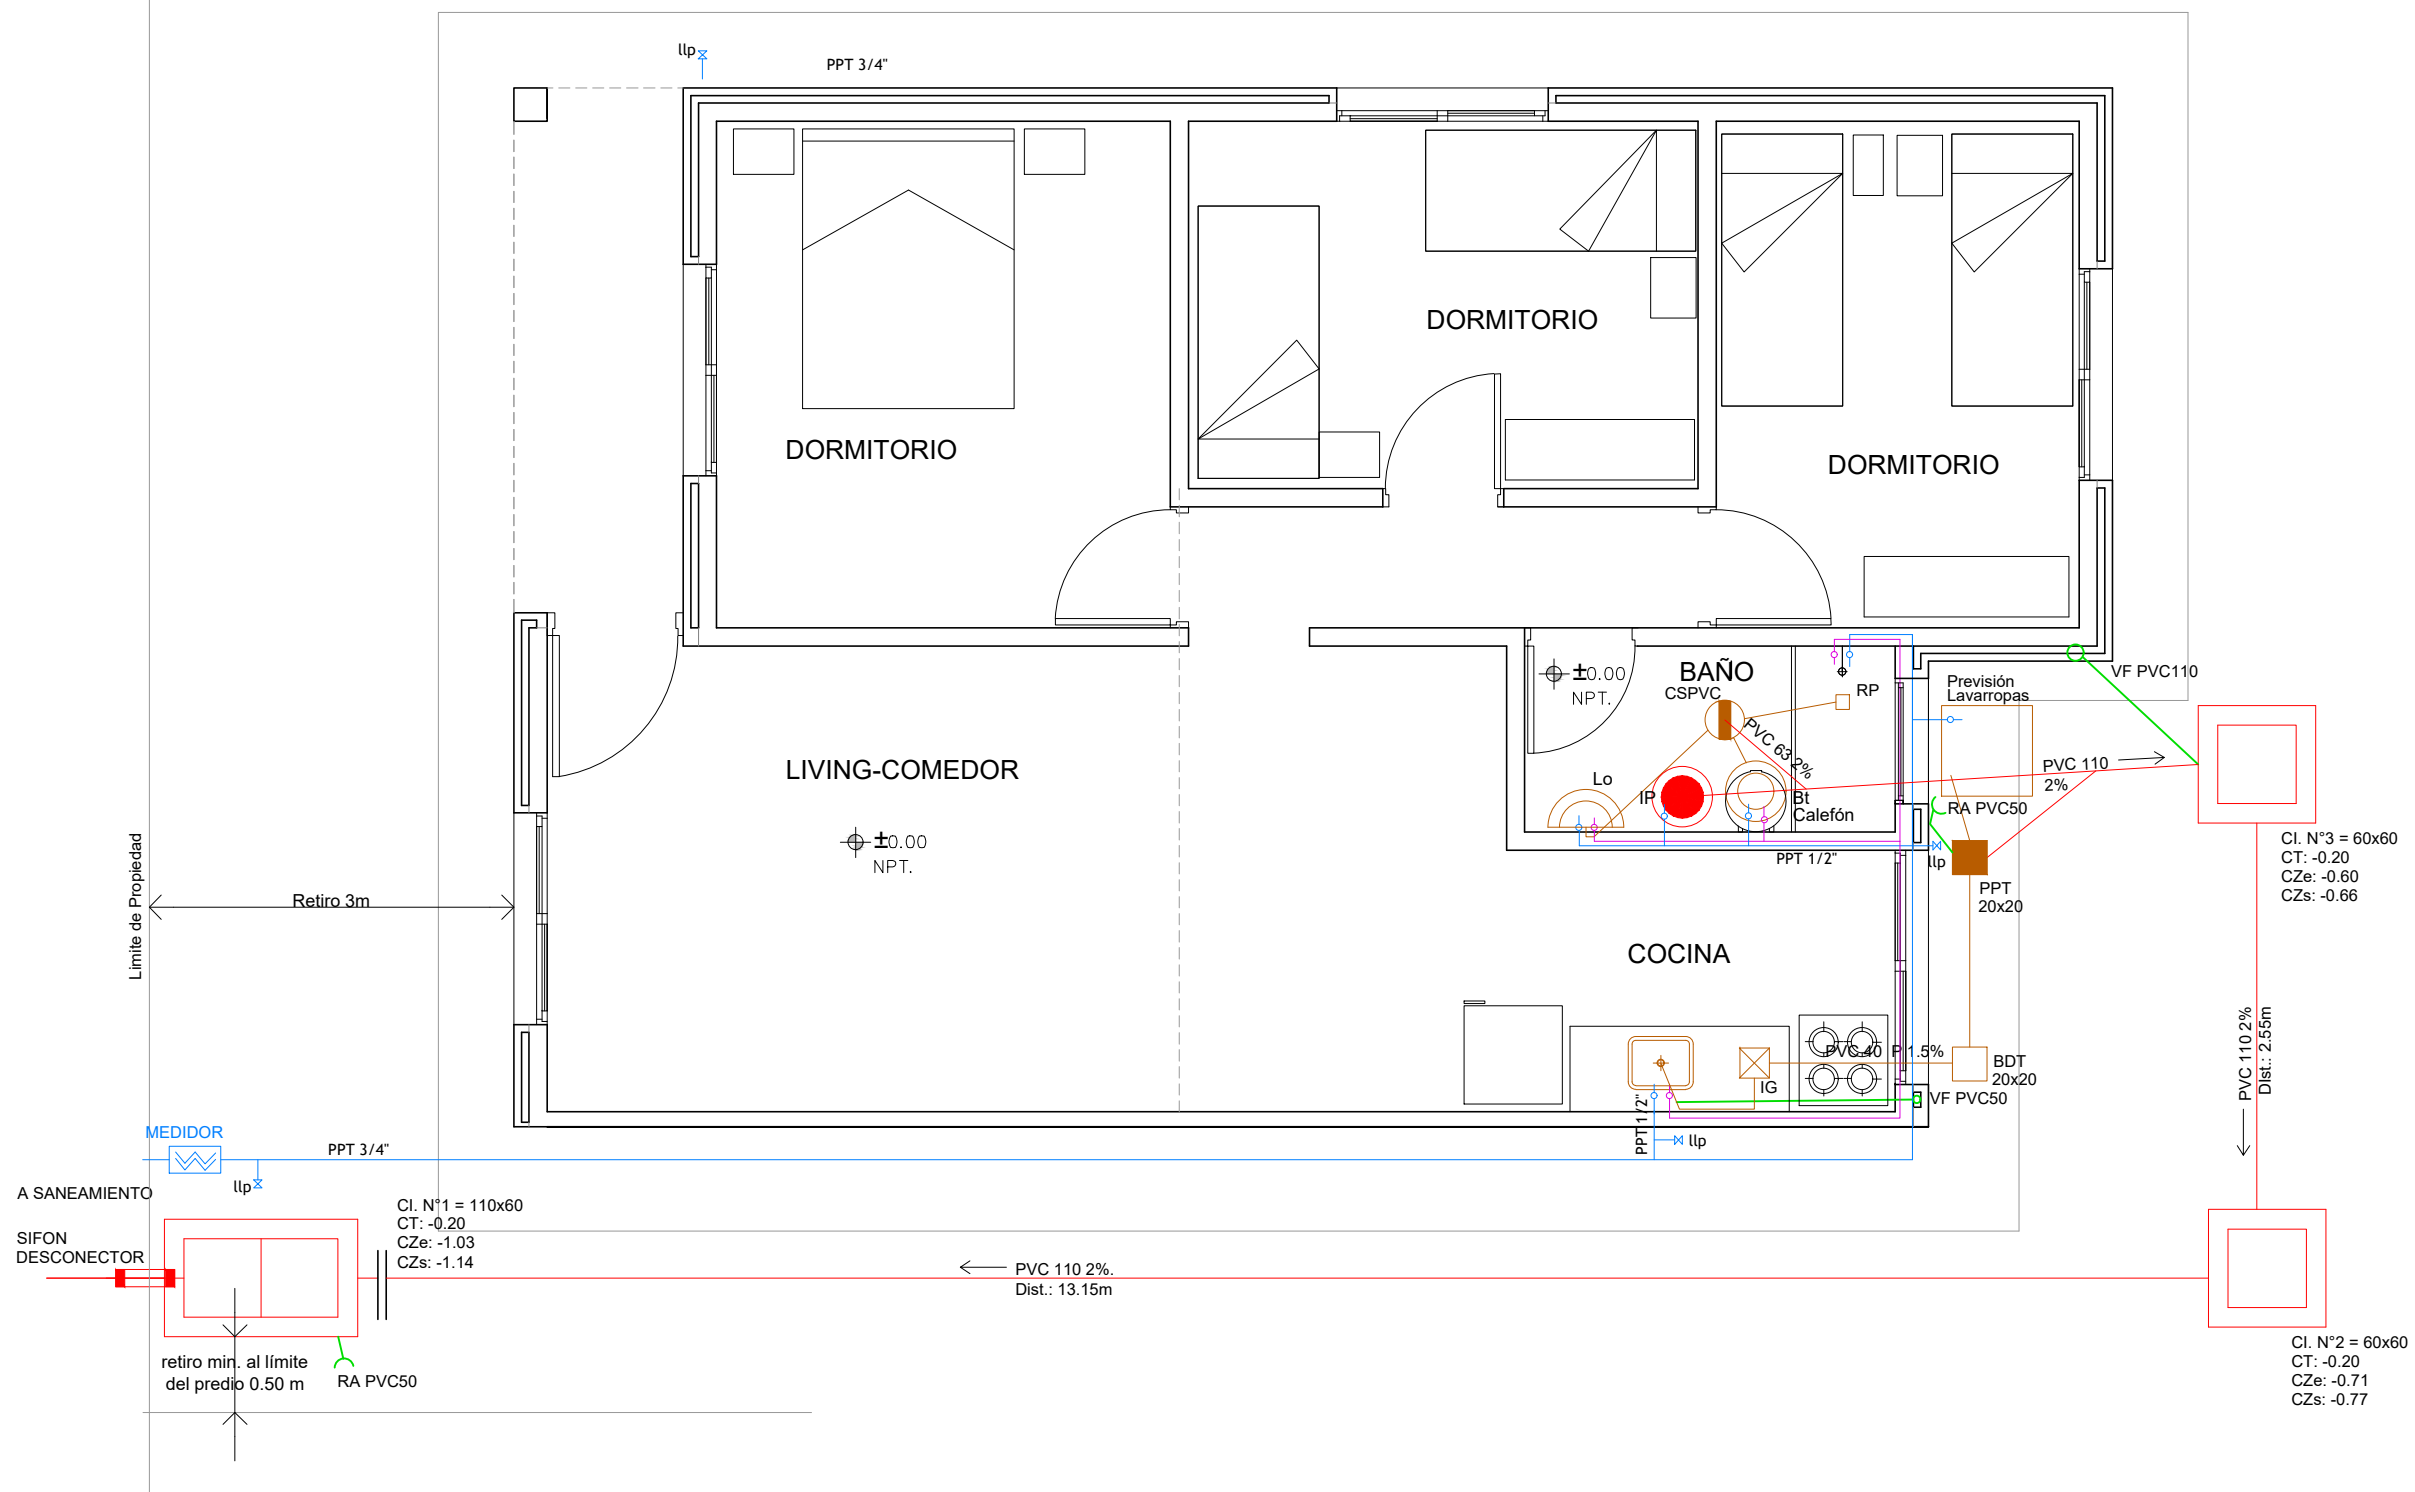 llp
PPT 3/4"
DORMITORIO
DORMITORIO
DORMITORIO
±0.00
NPT.
BAÑO
CSPVC
RP
PVC 63 2%
Lo
IP
Bt
Calefón
Previsión
Lavarropas
VF PVC110
PVC 110
2%
RA PVC50
llp
PPT
20x20
PPT 1/2"
CI. N°3 = 60x60
CT: -0.20
CZe: -0.60
CZs: -0.66
LIVING-COMEDOR
±0.00
NPT.
Limite de Propiedad
Retiro 3m
COCINA
PVC 40 P 1.5%
IG
BDT
20x20
VF PVC50
PPT 1/2"
llp
PVC 110 2%
DIst.: 2.55m
MEDIDOR
PPT 3/4"
llp
A SANEAMIENTO
SIFON
DESCONECTOR
CI. N°1 = 110x60
CT: -0.20
CZe: -1.03
CZs: -1.14
PVC 110 2%.
Dist.: 13.15m
retiro min. al límite
del predio 0.50 m
RA PVC50
CI. N°2 = 60x60
CT: -0.20
CZe: -0.71
CZs: -0.77